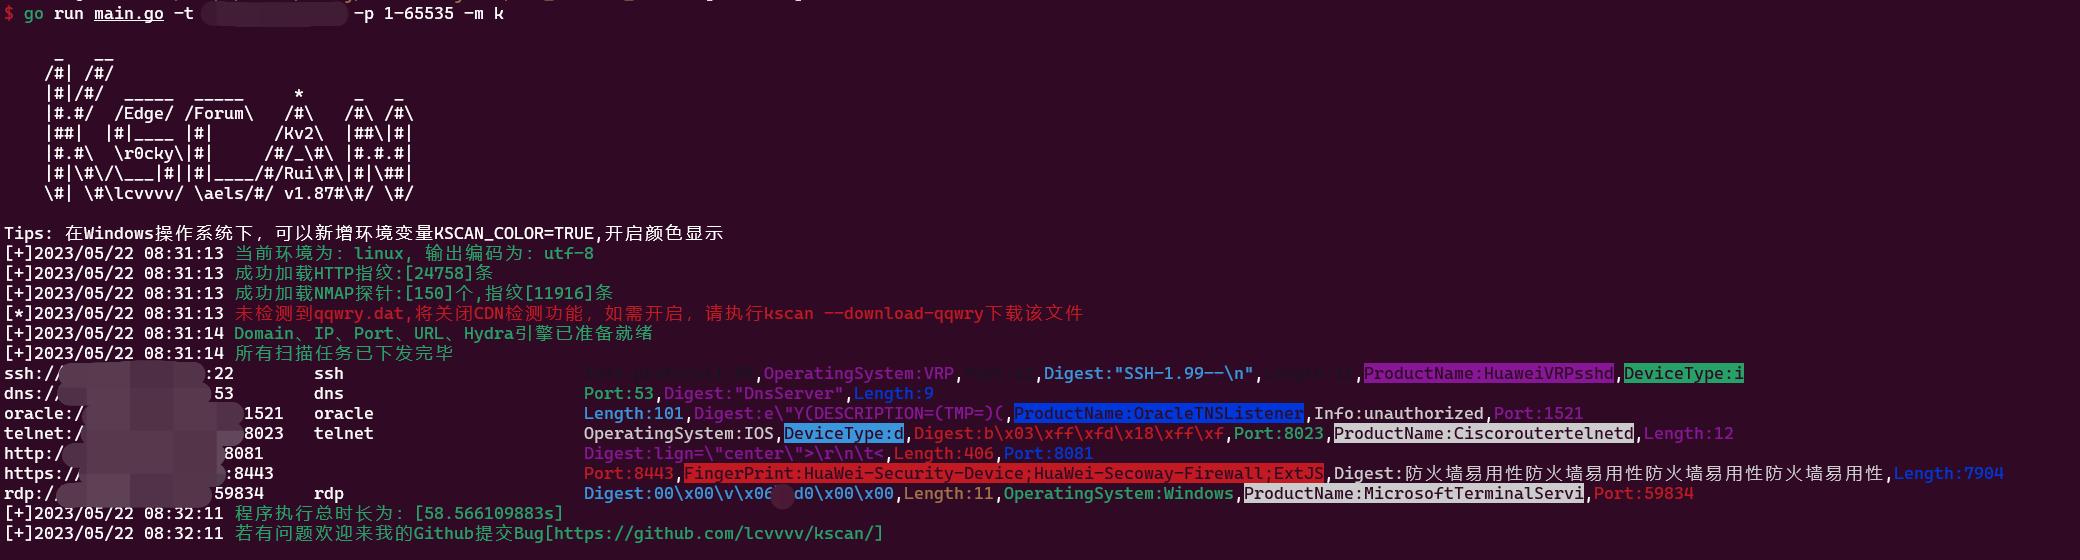 $ go run main.go -t -p 1-65535 -m k
     _   __
    /#| /#/
    |#|/#/  _____  _____     *     _   _
    |#.#/  /Edge/ /Forum\   /#\   /#\ /#\
    |##|  |#|____ |#|      /Kv2\  |##\|#|
    |#.#\  \r0cky\|#|     /#/_\#\ |#.#.#|
    |#|\#\/\___|#||#|____/#/Rui\#\|#|\##|
    \#| \#\lcvvvv/ \aels/#/ v1.87#\#/ \#/
Tips: 在Windows操作系统下，可以新增环境变量KSCAN_COLOR=TRUE,开启颜色显示
[+]2023/05/22 08:31:13 当前环境为：linux, 输出编码为：utf-8
[+]2023/05/22 08:31:13 成功加载HTTP指纹:[24758]条
[+]2023/05/22 08:31:13 成功加载NMAP探针:[150]个,指纹[11916]条
[*]2023/05/22 08:31:13 未检测到qqwry.dat,将关闭CDN检测功能，如需开启，请执行kscan --download-qqwry下载该文件
[+]2023/05/22 08:31:14 Domain、IP、Port、URL、Hydra引擎已准备就绪
[+]2023/05/22 08:31:14 所有扫描任务已下发完毕
ssh:// :22 ssh ,OperatingSystem:VRP, ,Digest:"SSH-1.99--\n", ,ProductName:HuaweiVRPsshd,DeviceType:i
dns:// 53 dns Port:53,Digest:"DnsServer",Length:9
oracle:/ 1521 oracle Length:101,Digest:e\"Y(DESCRIPTION=(TMP=)(,ProductName:OracleTNSListener,Info:unauthorized,Port:1521
telnet:/ 8023 telnet OperatingSystem:IOS,DeviceType:d,Digest:b\x03\xff\xfd\x18\xff\xf,Port:8023,ProductName:Ciscoroutertelnetd,Length:12
http:/ 8081 Digest:lign=\"center\">\r\n\t<,Length:406,Port:8081
https:/ :8443 Port:8443,FingerPrint:HuaWei-Security-Device;HuaWei-Secoway-Firewall;ExtJS,Digest:防火墙易用性防火墙易用性防火墙易用性防火墙易用性,Length:7904
rdp:/ 59834 rdp Digest:00\x00\v\x06 d0\x00\x00,Length:11,OperatingSystem:Windows,ProductName:MicrosoftTerminalServi,Port:59834
[+]2023/05/22 08:32:11 程序执行总时长为：[58.566109883s]
[+]2023/05/22 08:32:11 若有问题欢迎来我的Github提交Bug[https://github.com/lcvvvv/kscan/]